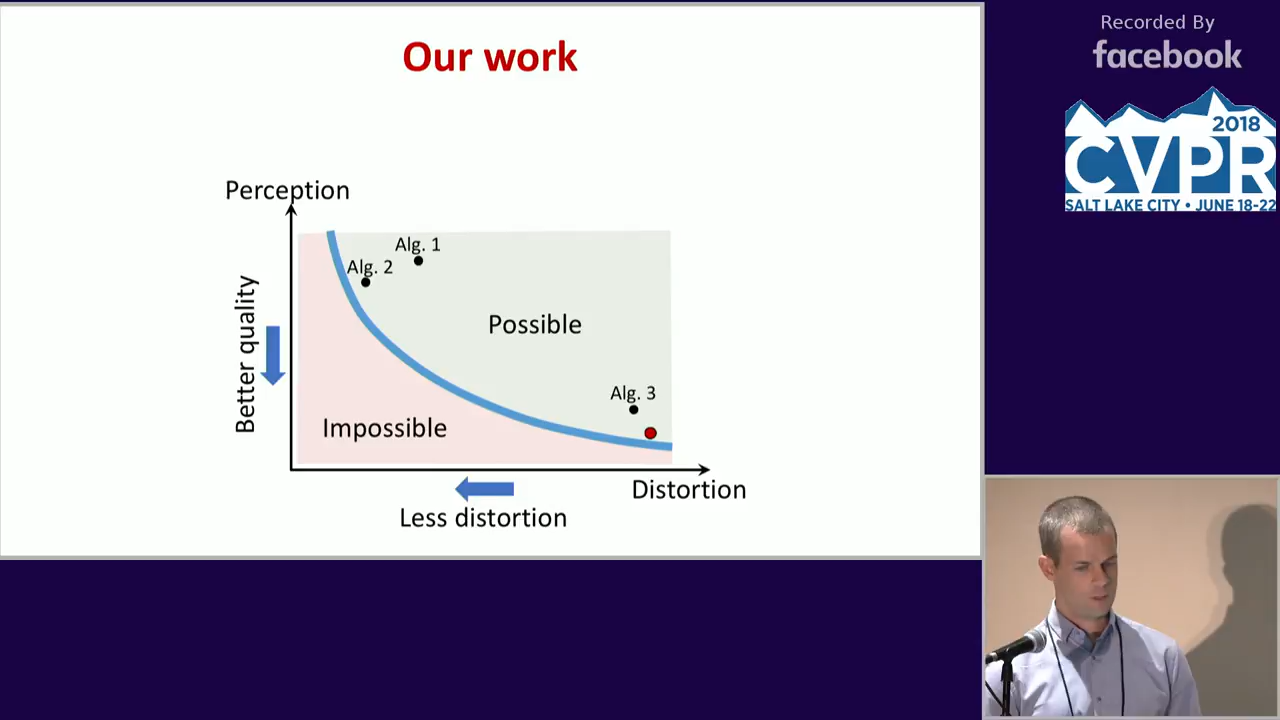 Our work
Perception
Better quality
Alg. 1
Alg. 2
Possible
Alg. 3
Impossible
Distortion
Less distortion
Recorded By
facebook
2018
CVPR
SALT LAKE CITY • JUNE 18-22